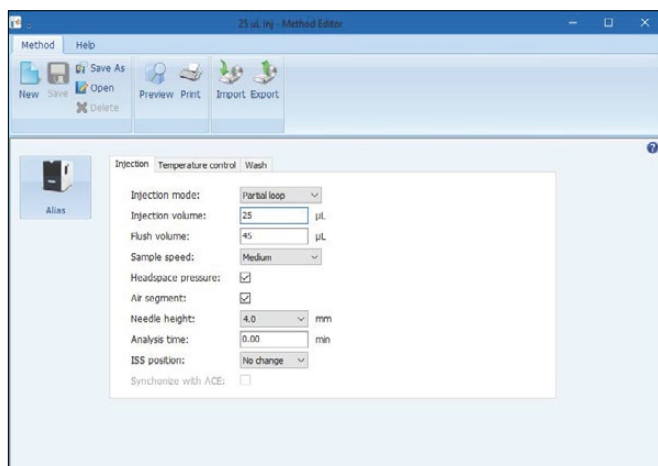 25 uL inj - Method Editor
Method Help
New Save Save As Open Delete Preview Print Import Export
Alias
Injection Temperature control Wash
Injection mode: Partial loop
Injection volume: 25 µL
Flush volume: 45 µL
Sample speed: Medium
Headspace pressure:
Air segment:
Needle height: 4.0 mm
Analysis time: 0.00 min
ISS position: No change
Synchonize with ACE: